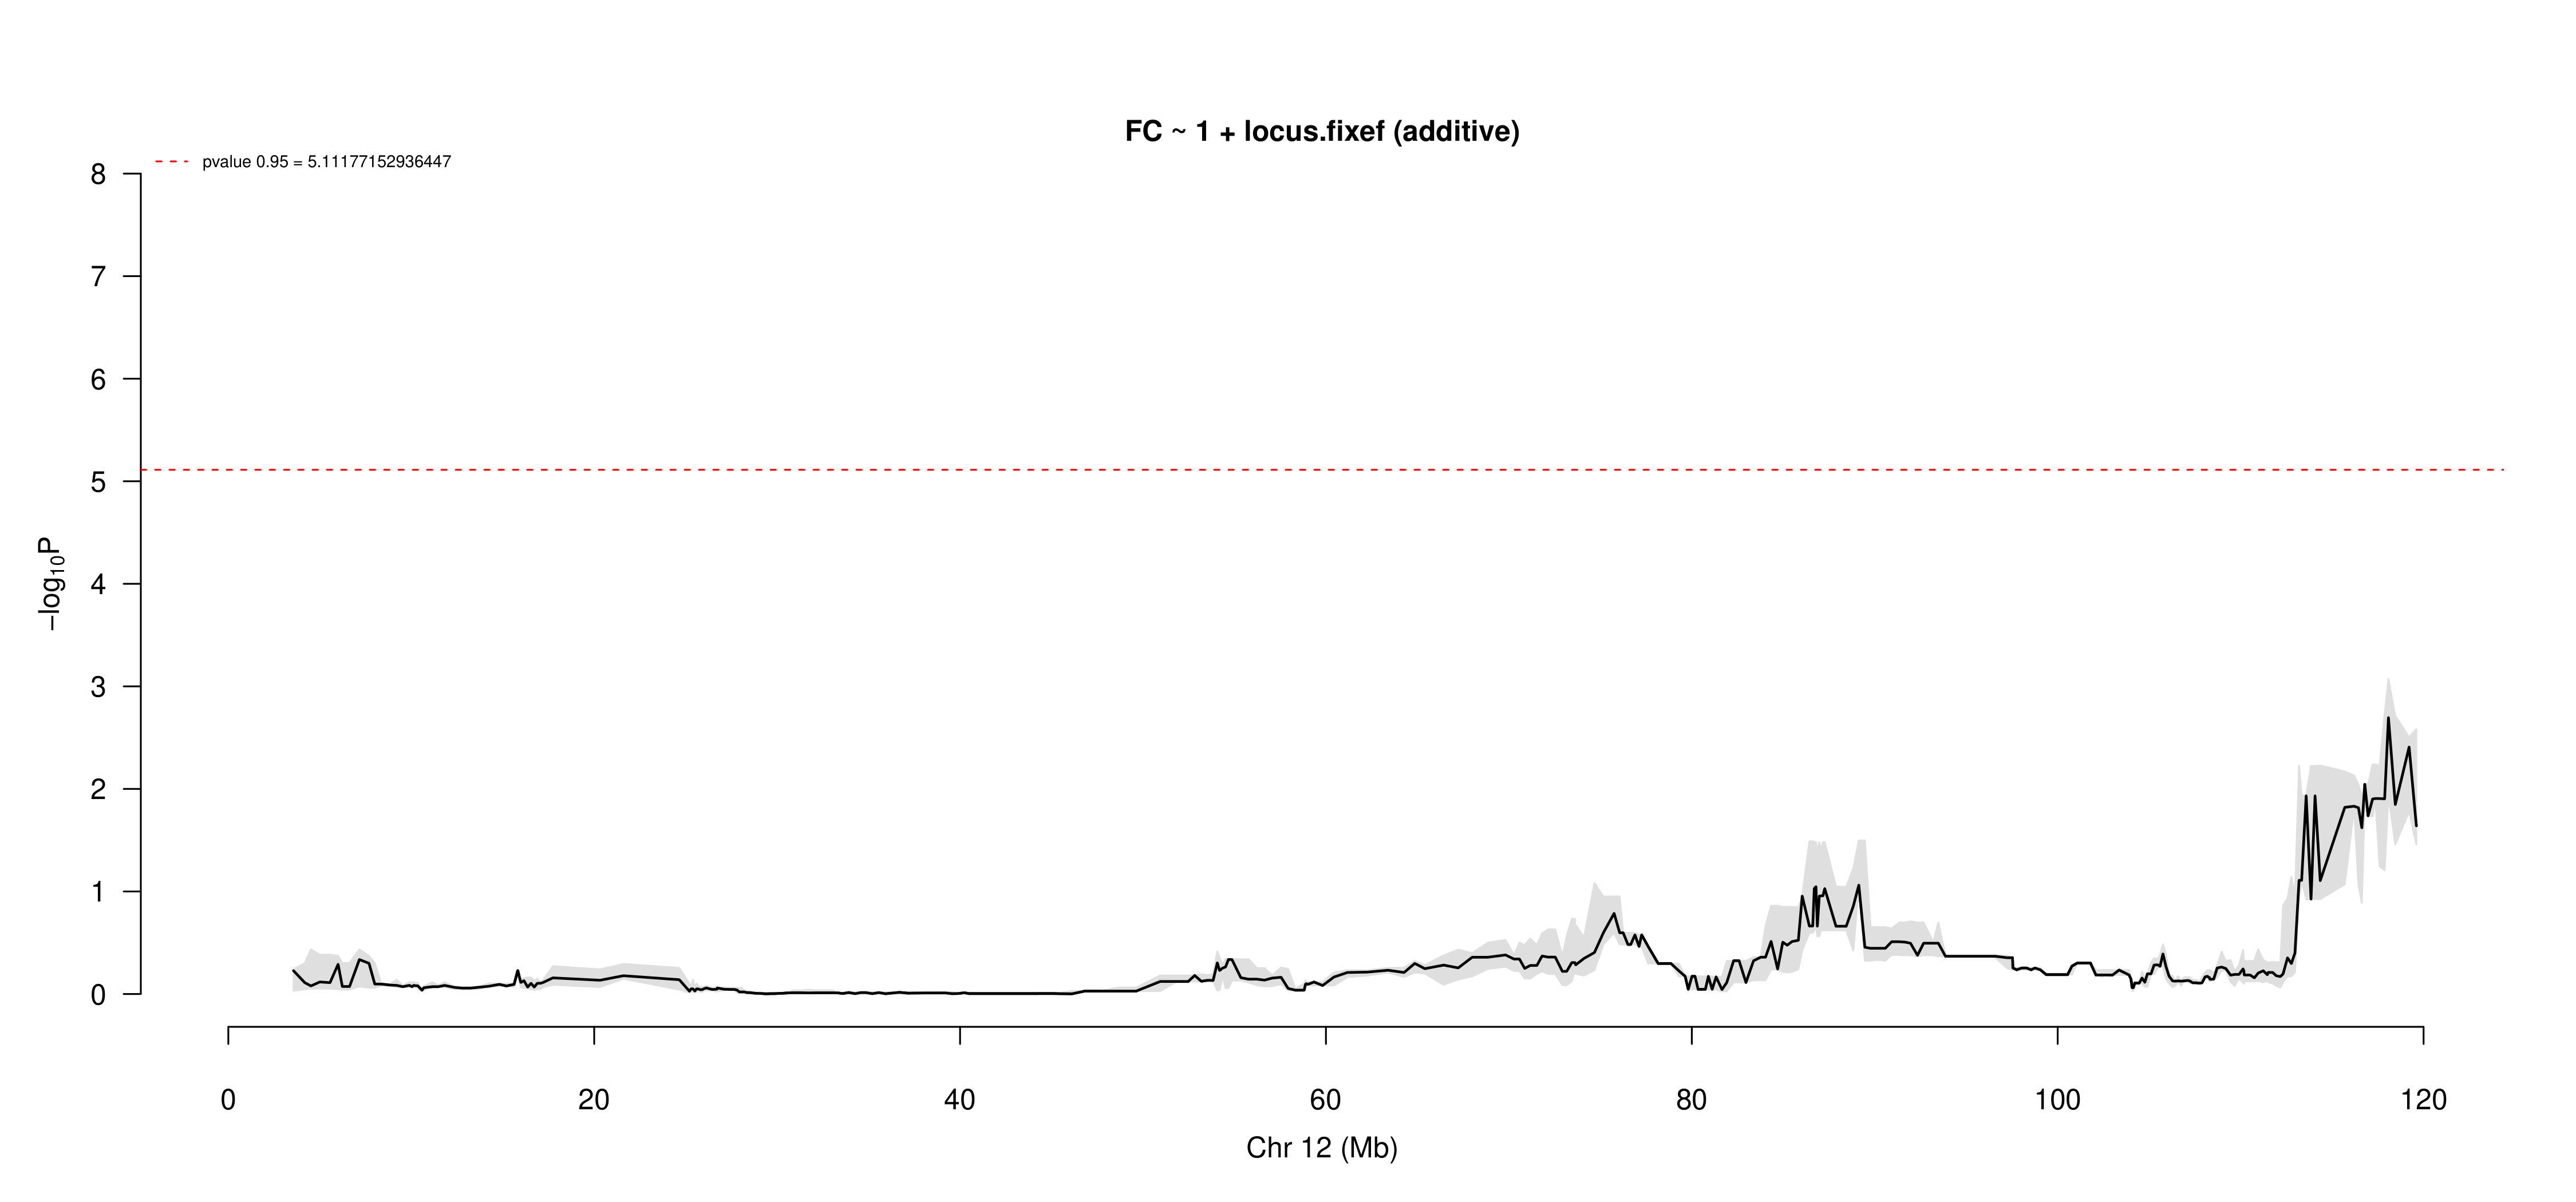 FC ~ 1 + locus.fixef (additive)
pvalue 0.95 = 5.11177152936447
8
7
6
5
4
3
2
1
0
−log10P
0 20 40 60 80 100 120
Chr 12 (Mb)